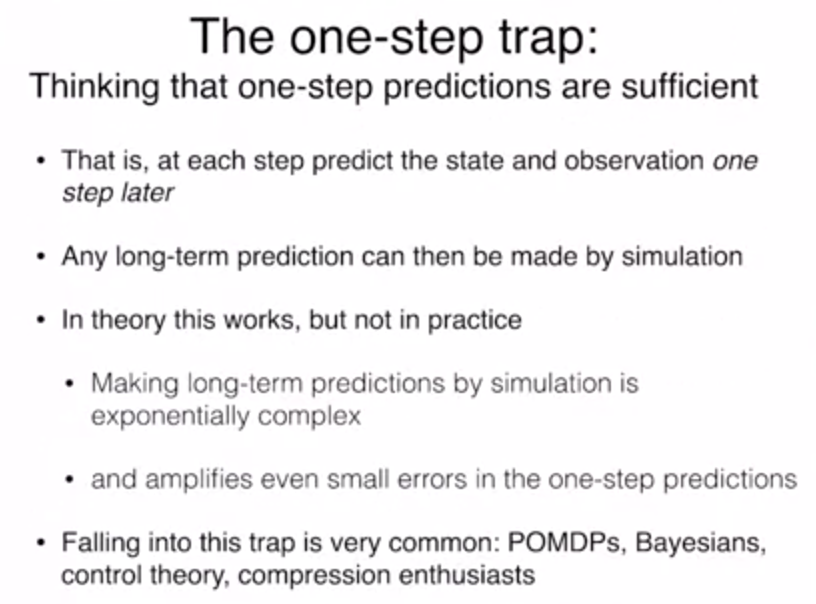 The one-step trap:
Thinking that one-step predictions are sufficient
• That is, at each step predict the state and observation one
step later
• Any long-term prediction can then be made by simulation
• In theory this works, but not in practice
• Making long-term predictions by simulation is
exponentially complex
• and amplifies even small errors in the one-step predictions
• Falling into this trap is very common: POMDPs, Bayesians,
control theory, compression enthusiasts